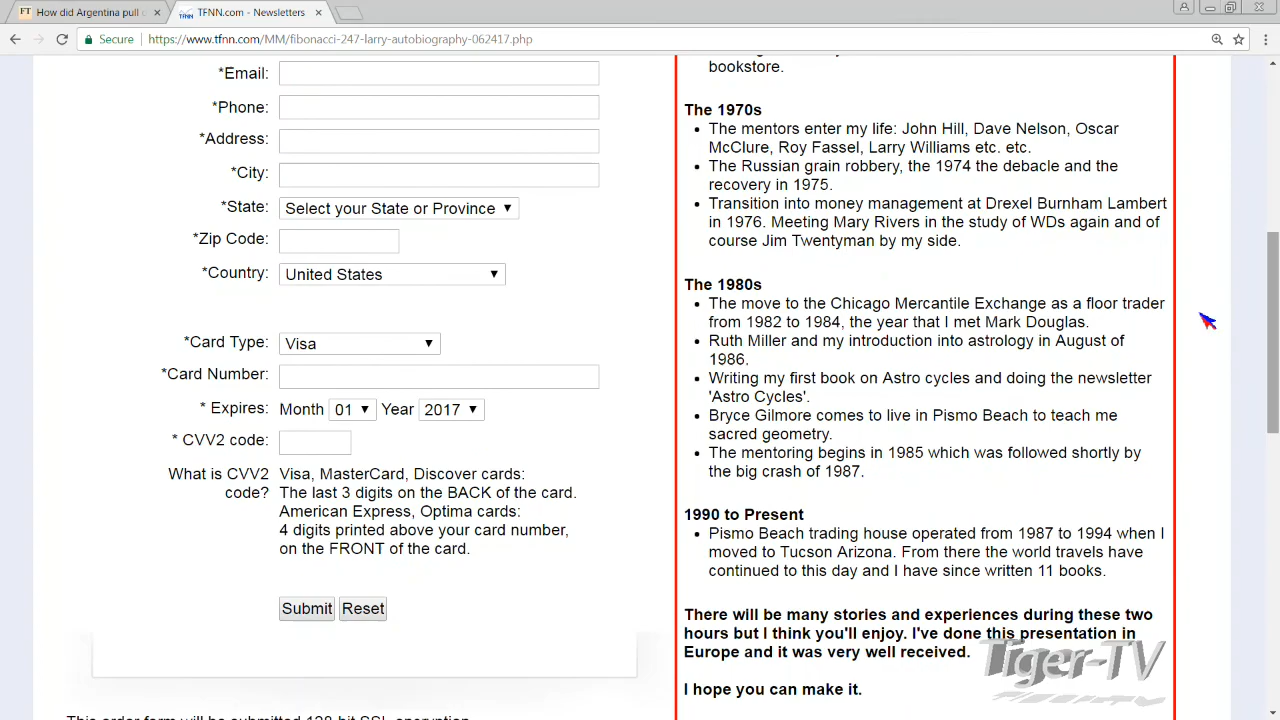 How did Argentina pull
TFNN.com - Newsletters
Secure
https://www.tfnn.com/MM/fibonacci-247-larry-autobiography-062417.php
*Email:
*Phone:
*Address:
*City:
*State: Select your State or Province
*Zip Code:
*Country: United States
*Card Type: Visa
*Card Number:
* Expires: Month 01 Year 2017
* CVV2 code:
What is CVV2 code?
Visa, MasterCard, Discover cards:
The last 3 digits on the BACK of the card.
American Express, Optima cards:
4 digits printed above your card number,
on the FRONT of the card.
Submit Reset
bookstore.
The 1970s
• The mentors enter my life: John Hill, Dave Nelson, Oscar
McClure, Roy Fassel, Larry Williams etc. etc.
• The Russian grain robbery, the 1974 the debacle and the
recovery in 1975.
• Transition into money management at Drexel Burnham Lambert
in 1976. Meeting Mary Rivers in the study of WDs again and of
course Jim Twentyman by my side.
The 1980s
• The move to the Chicago Mercantile Exchange as a floor trader
from 1982 to 1984, the year that I met Mark Douglas.
• Ruth Miller and my introduction into astrology in August of
1986.
• Writing my first book on Astro cycles and doing the newsletter
'Astro Cycles'.
• Bryce Gilmore comes to live in Pismo Beach to teach me
sacred geometry.
• The mentoring begins in 1985 which was followed shortly by
the big crash of 1987.
1990 to Present
• Pismo Beach trading house operated from 1987 to 1994 when I
moved to Tucson Arizona. From there the world travels have
continued to this day and I have since written 11 books.
There will be many stories and experiences during these two
hours but I think you'll enjoy. I've done this presentation in
Europe and it was very well received.
I hope you can make it.
Tiger-TV
This order form will be submitted 128-bit SSL encryption